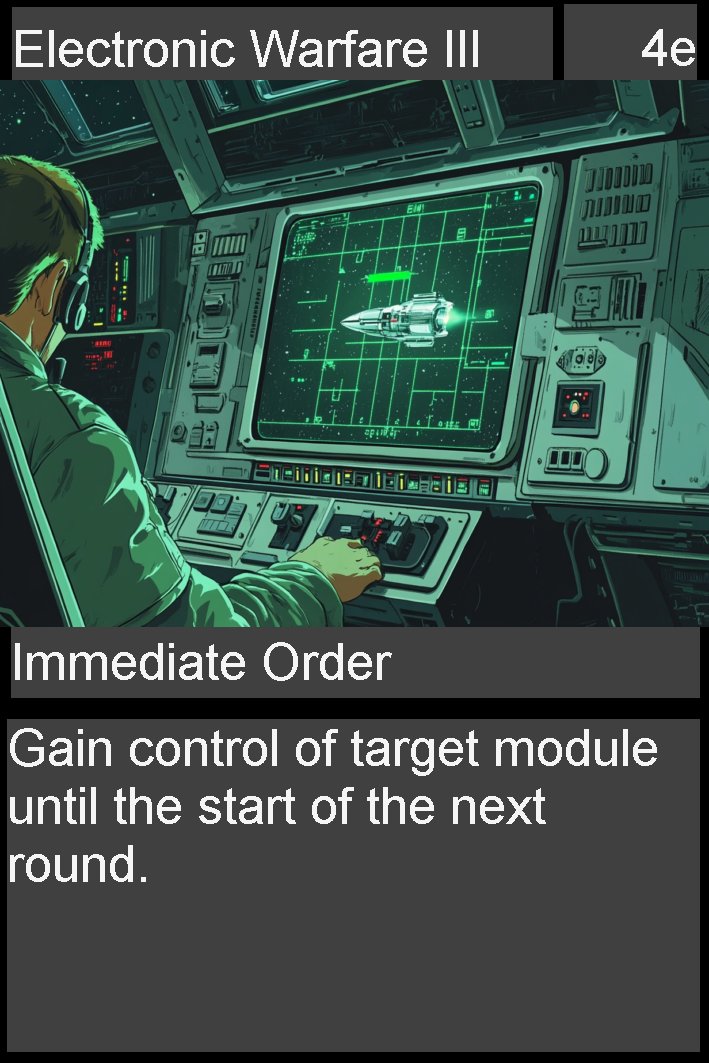 Electronic Warfare III
4e
Immediate Order
Gain control of target module
until the start of the next
round.